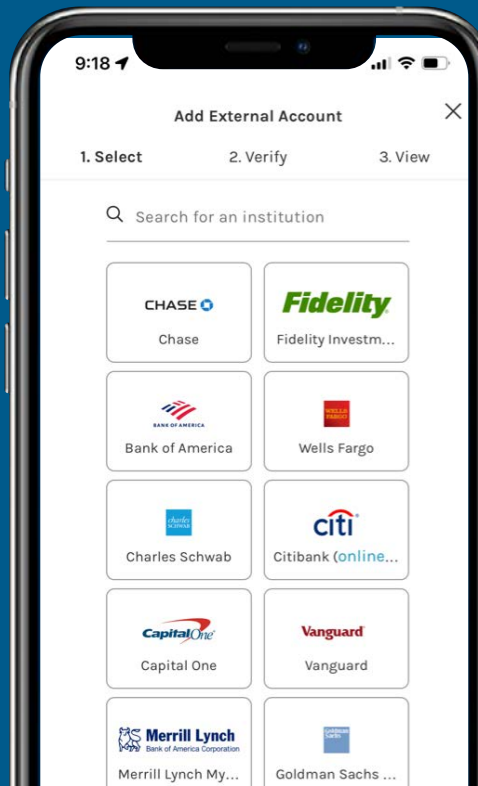 9:18
Add External Account
1. Select 2. Verify 3. View
Search for an institution
CHASE Fidelity
Chase Fidelity Investm...
BANK OF AMERICA WELLS FARGO
Bank of America Wells Fargo
charles SCHWAB citi
Charles Schwab Citibank (online...
Capital One Vanguard
Capital One Vanguard
Merrill Lynch Goldman Sachs
Bank of America Corporation
Merrill Lynch My... Goldman Sachs ...